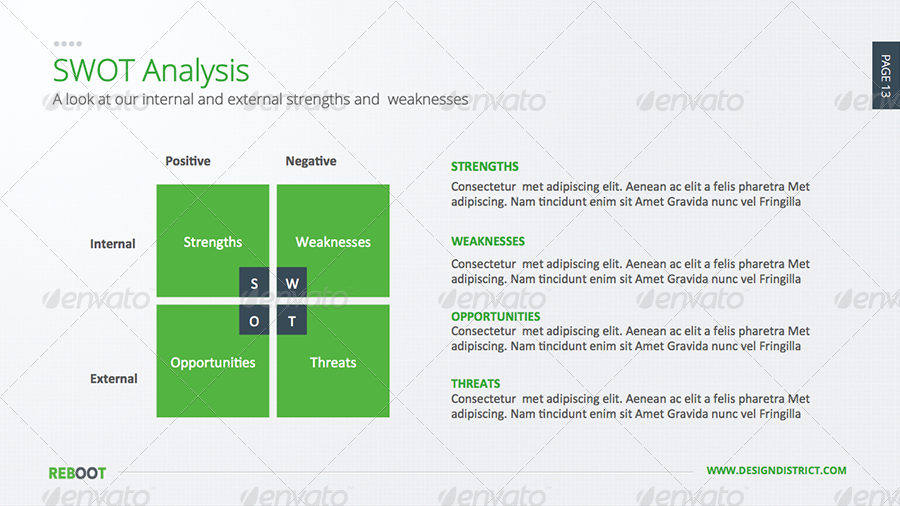 SWOT Analysis
A look at our internal and external strengths and  weaknesses
PAGE 13
Positive
Negative
Internal
Strengths
Weaknesses
S
W
O
T
External
Opportunities
Threats
STRENGTHS
Consectetur  met adipiscing elit. Aenean ac elit a felis pharetra Met
adipiscing. Nam tincidunt enim sit Amet Gravida nunc vel Fringilla
WEAKNESSES
Consectetur  met adipiscing elit. Aenean ac elit a felis pharetra Met
adipiscing. Nam tincidunt enim sit Amet Gravida nunc vel Fringilla
OPPORTUNITIES
Consectetur  met adipiscing elit. Aenean ac elit a felis pharetra Met
adipiscing. Nam tincidunt enim sit Amet Gravida nunc vel Fringilla
THREATS
Consectetur  met adipiscing elit. Aenean ac elit a felis pharetra Met
adipiscing. Nam tincidunt enim sit Amet Gravida nunc vel Fringilla
REBOOT
WWW.DESIGNDISTRICT.COM
envato envato envato envato envato
envato envato envato envato envato
envato envato envato envato envato